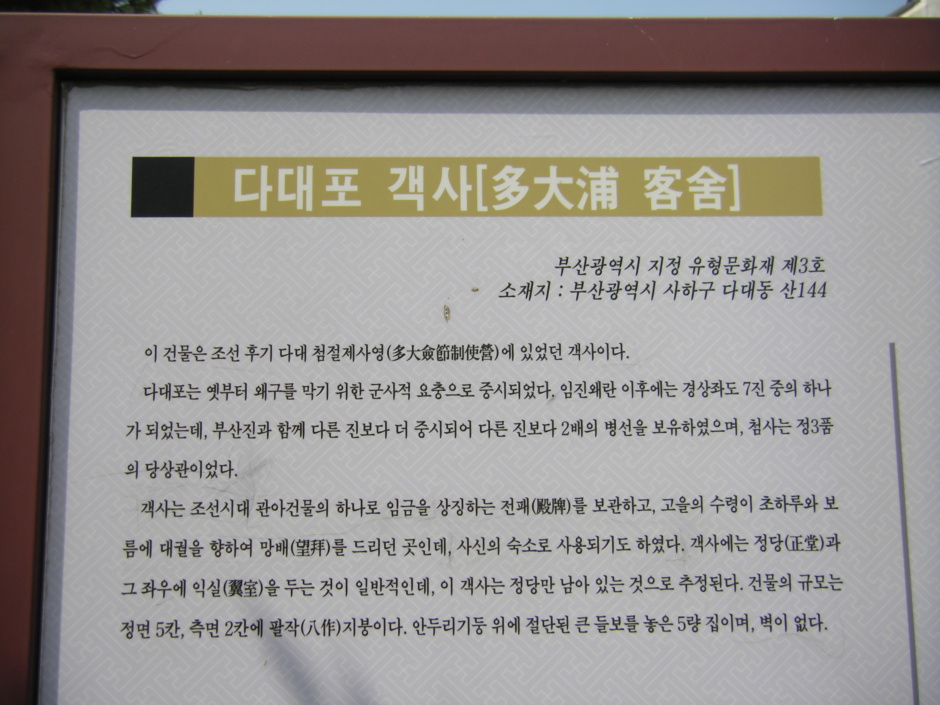 다대포 객사[多大浦 客舍]
부산광역시 지정 유형문화재 제3호
소재지 : 부산광역시 사하구 다대동 산144
이 건물은 조선 후기 다대 첨절제사영(多大僉節制使營)에 있었던 객사이다.
다대포는 옛부터 왜구를 막기 위한 군사적 요충으로 중시되었다. 임진왜란 이후에는 경상좌도 7진 중의 하나
가 되었는데, 부산진과 함께 다른 진보다 더 중시되어 다른 진보다 2배의 병선을 보유하였으며, 첨사는 정3품
의 당상관이었다.
객사는 조선시대 관아건물의 하나로 임금을 상징하는 전패(殿牌)를 보관하고, 고을의 수령이 초하루와 보
름에 대궐을 향하여 망배(望拜)를 드리던 곳인데, 사신의 숙소로 사용되기도 하였다. 객사에는 정당(正堂)과
그 좌우에 익실(翼室)을 두는 것이 일반적인데, 이 객사는 정당만 남아 있는 것으로 추정된다. 건물의 규모는
정면 5칸, 측면 2칸에 팔작(八作)지붕이다. 안두리기둥 위에 절단된 큰 들보를 놓은 5량 집이며, 벽이 없다.